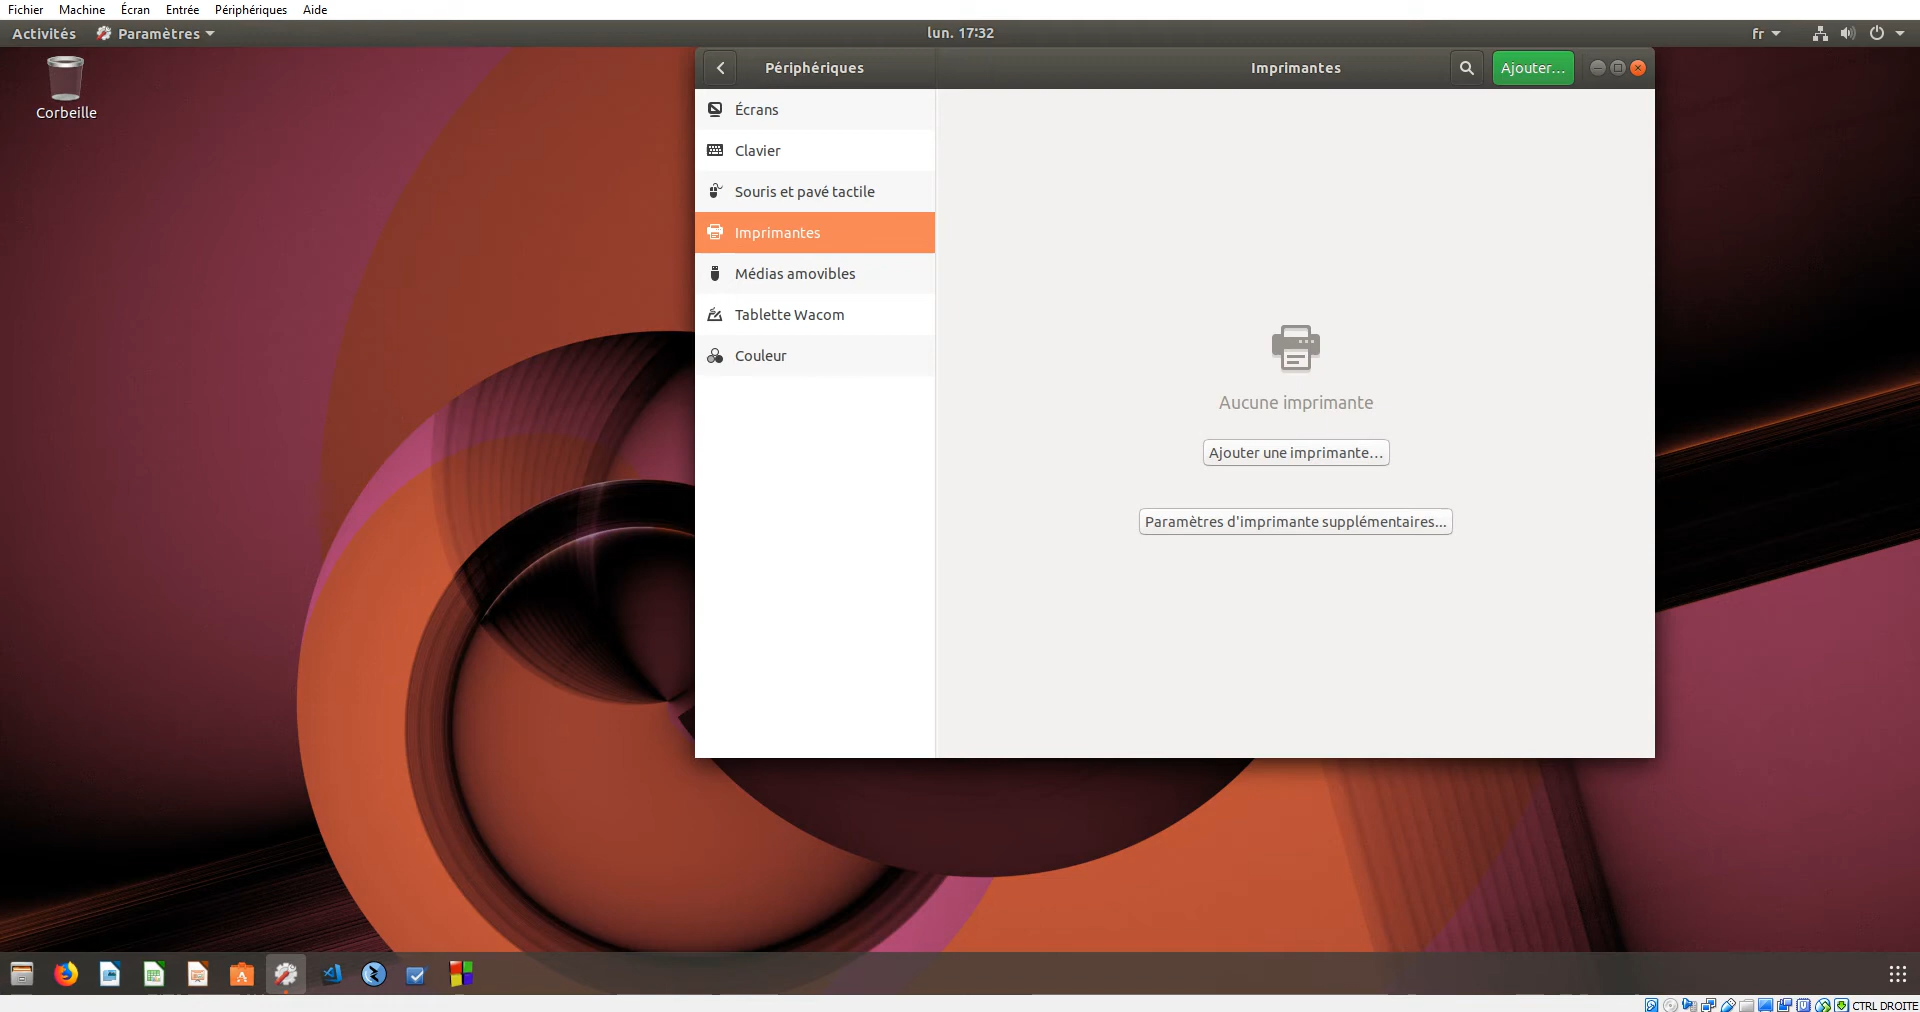 Fichier Machine Écran Entrée Périphériques Aide
Activités Paramètres lun. 17:32 fr
Corbeille
Périphériques Imprimantes Ajouter…
Écrans
Clavier
Souris et pavé tactile
Imprimantes
Médias amovibles
Tablette Wacom
Couleur
Aucune imprimante
Ajouter une imprimante…
Paramètres d'imprimante supplémentaires…
CTRL DROITE